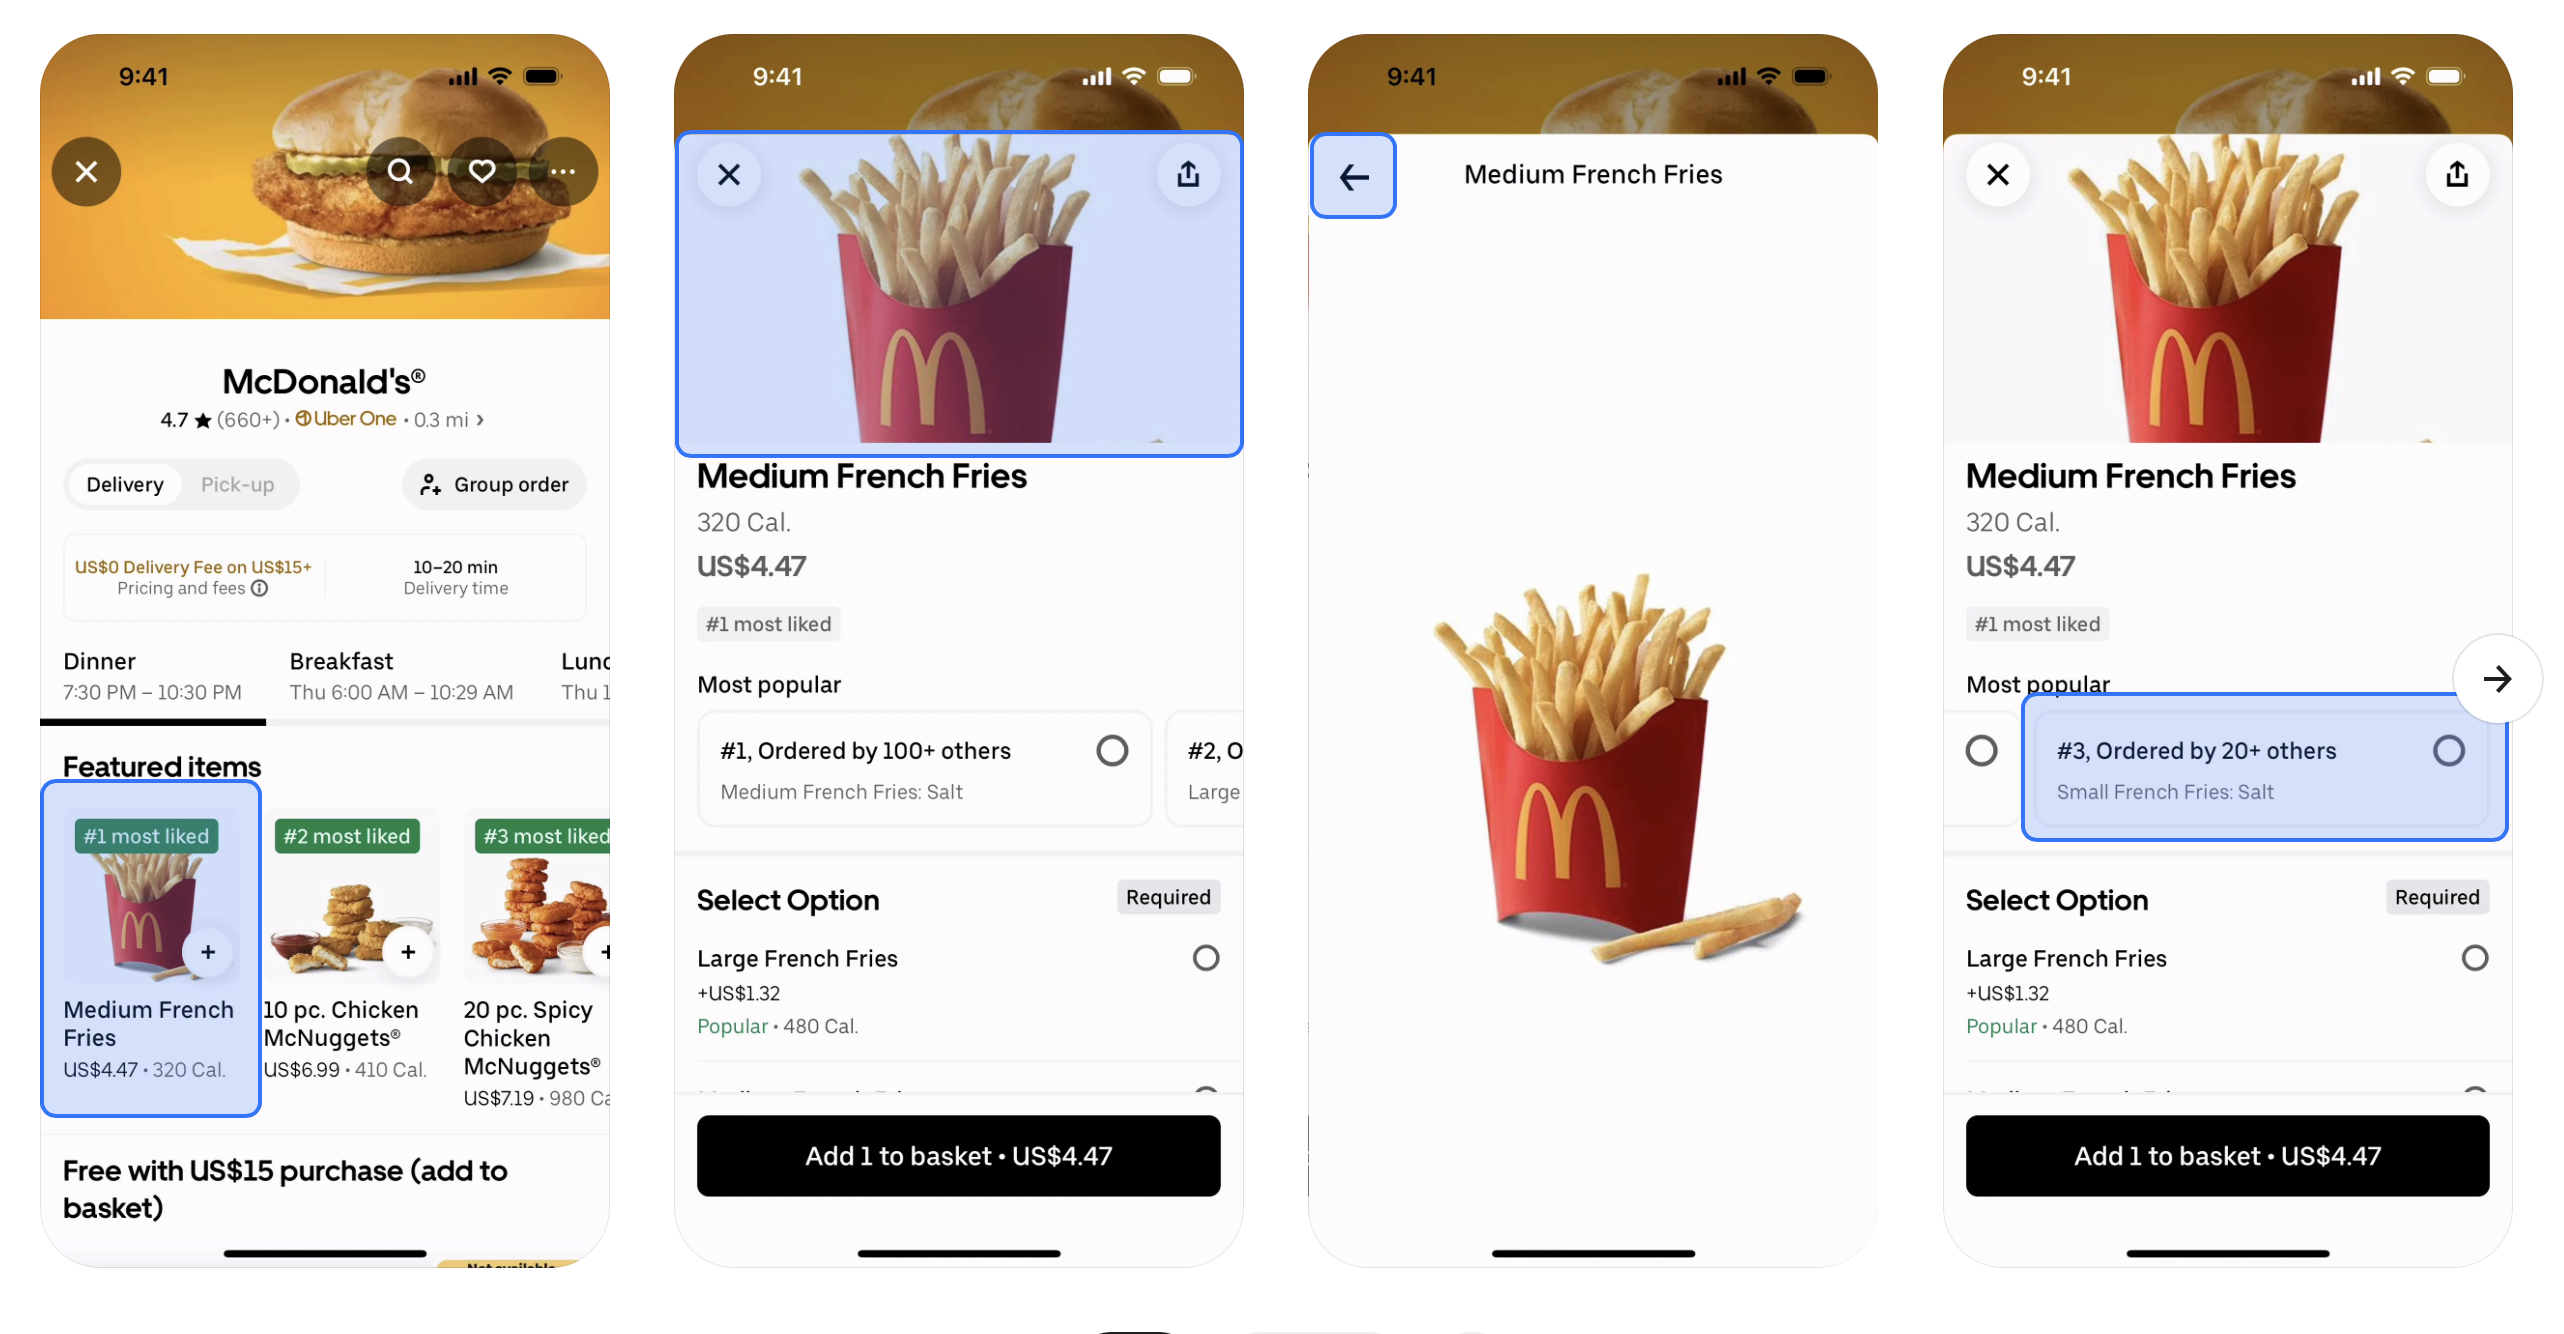 9:41
McDonald's®
4.7 ★ (660+) • Uber One • 0.3 mi ›
Delivery
Pick-up
Group order
US$0 Delivery Fee on US$15+
Pricing and fees
10–20 min
Delivery time
Dinner
7:30 PM – 10:30 PM
Breakfast
Thu 6:00 AM – 10:29 AM
Lunc
Thu 1
Featured items
#1 most liked
Medium French
Fries
US$4.47 • 320 Cal.
#2 most liked
10 pc. Chicken
McNuggets®
US$6.99 • 410 Cal.
#3 most liked
20 pc. Spicy
Chicken
McNuggets®
US$7.19 • 980 Ca
Free with US$15 purchase (add to
basket)
Not available
9:41
Medium French Fries
320 Cal.
US$4.47
#1 most liked
Most popular
#1, Ordered by 100+ others
Medium French Fries: Salt
#2, O
Large
Select Option
Required
Large French Fries
+US$1.32
Popular • 480 Cal.
Add 1 to basket • US$4.47
9:41
Medium French Fries
9:41
Medium French Fries
320 Cal.
US$4.47
#1 most liked
Most popular
#3, Ordered by 20+ others
Small French Fries: Salt
Select Option
Required
Large French Fries
+US$1.32
Popular • 480 Cal.
Add 1 to basket • US$4.47